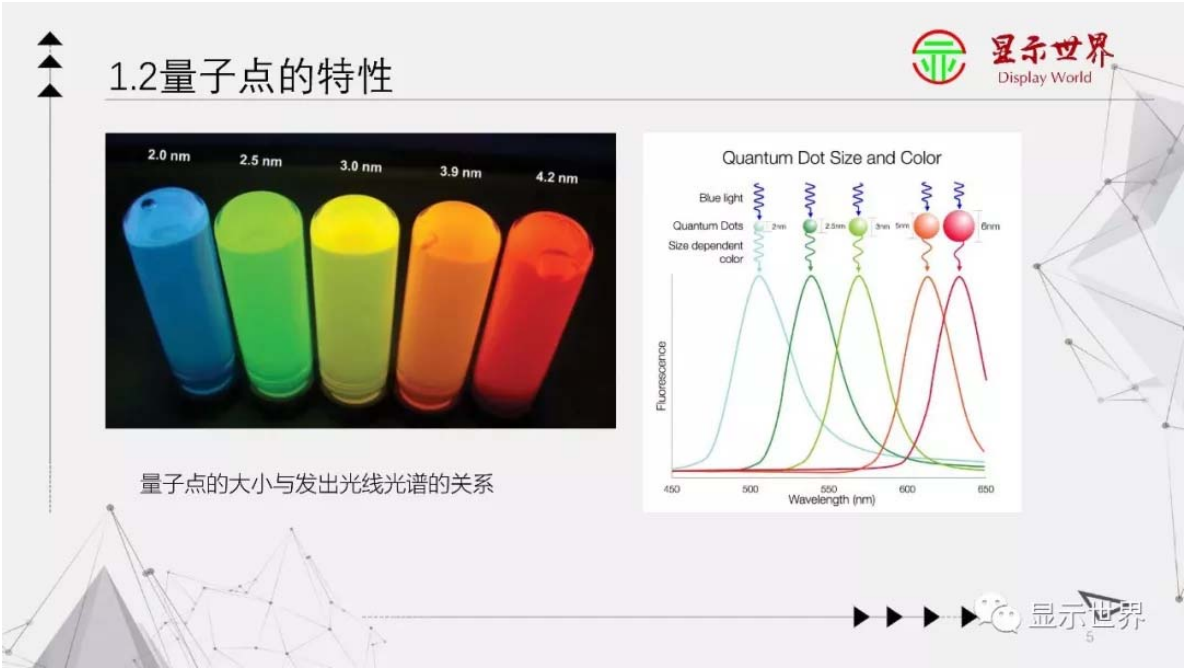 1.2量子点的特性
显示世界
Display World
2.0 nm
2.5 nm
3.0 nm
3.9 nm
4.2 nm
Quantum Dot Size and Color
Blue light
Quantum Dots
2nm
2.5nm
3nm
5nm
6nm
Size dependent
color
Fluorescence
450
500
550
600
650
Wavelength (nm)
量子点的大小与发出光线光谱的关系
显示世界
5